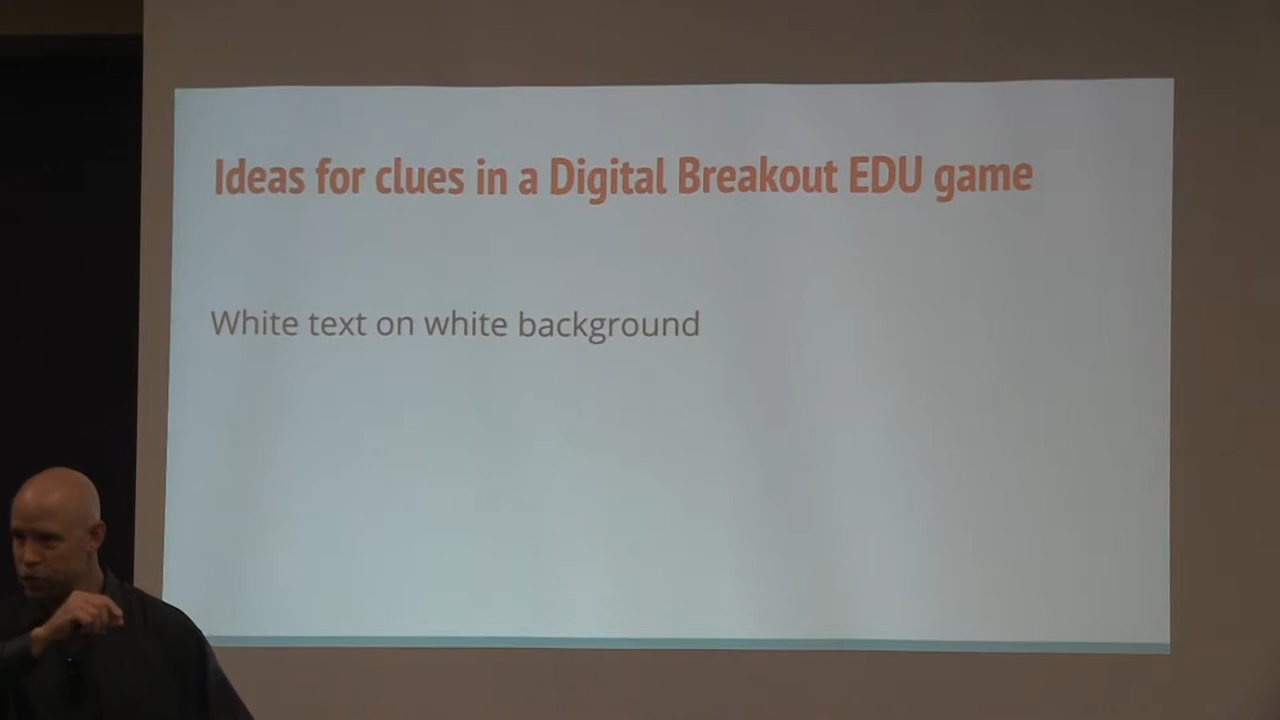 Ideas for clues in a Digital Breakout EDU game
White text on white background